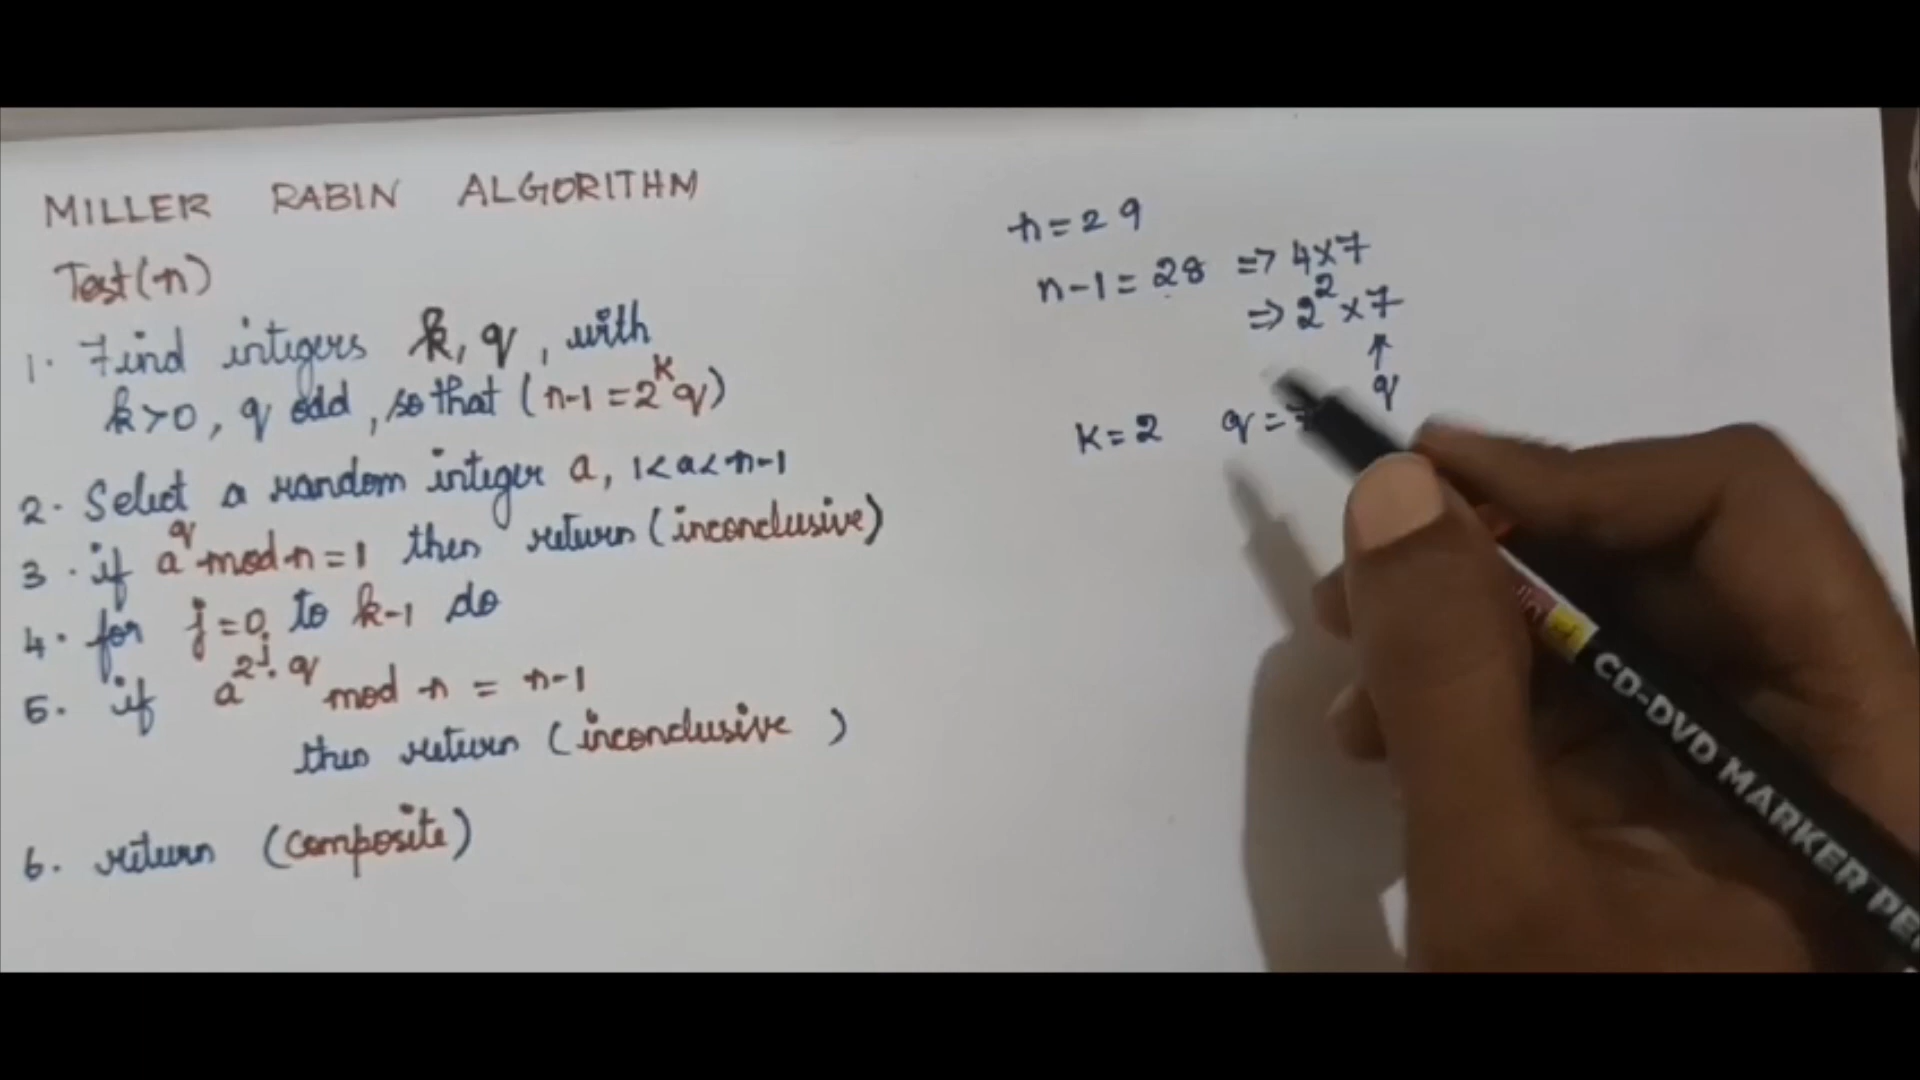 MILLER RABIN ALGORITHM
Test(n)
1. Find integers k, q, with
k>0, q odd, so that (n-1=2^k q)
2. Select a random integer a, 1<a<n-1
3. if a^q mod n = 1 then return (inconclusive)
4. for j=0 to k-1 do
5. if a^2^j.q mod n = n-1
then return (inconclusive)
6. return (composite)
n=29
n-1=28 => 4x7
=> 2^2 x7
↑
q
k=2 q=7
CD-DVD MARKER PE